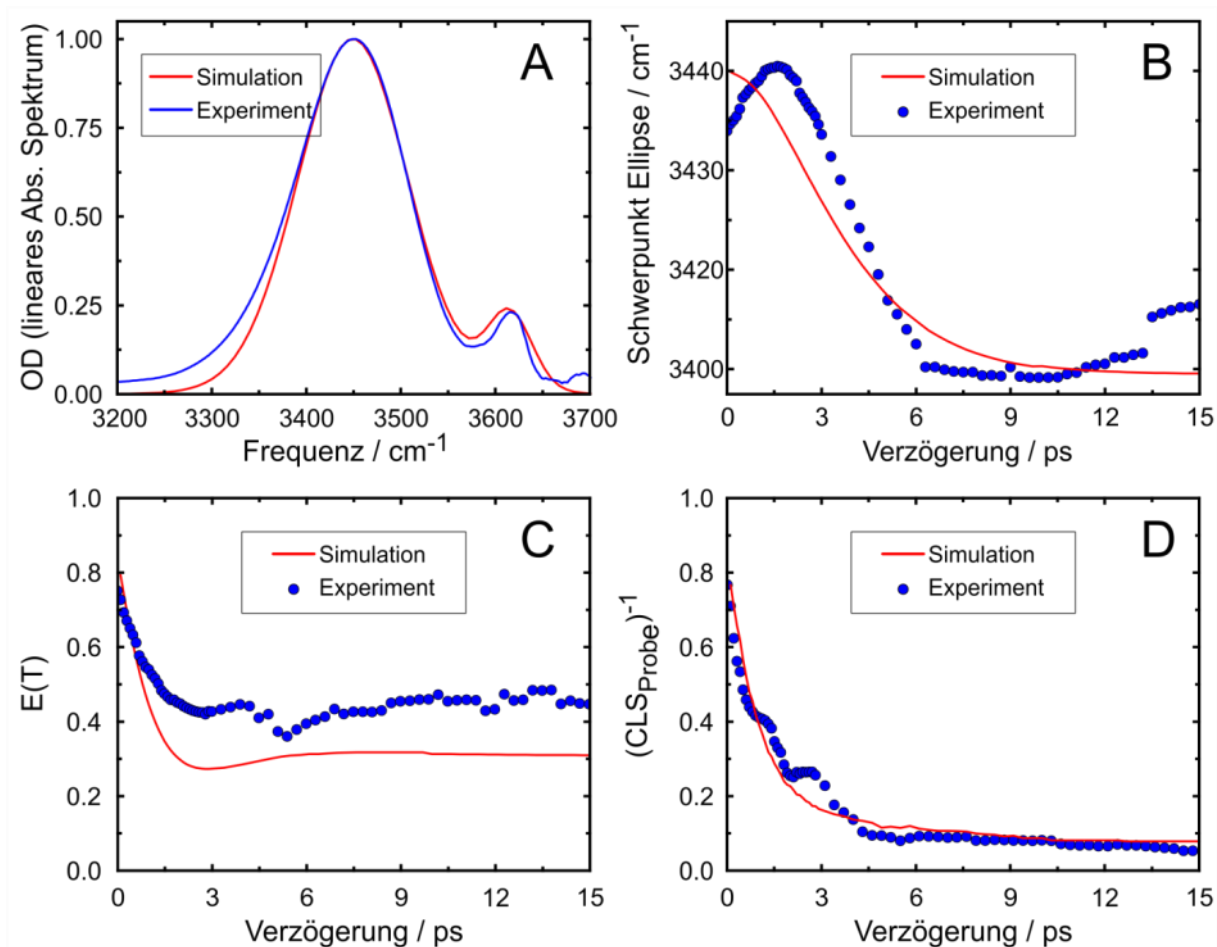 A
Simulation
Experiment
OD (lineares Abs. Spektrum)
1.00
0.75
0.50
0.25
0.00
3200 3300 3400 3500 3600 3700
Frequenz / cm-1
B
Simulation
Experiment
Schwerpunkt Ellipse / cm-1
3440
3430
3420
3400
0 3 6 9 12 15
Verzögerung / ps
C
Simulation
Experiment
E(T)
1.0
0.8
0.6
0.4
0.2
0.0
0 3 6 9 12 15
Verzögerung / ps
D
Simulation
Experiment
(CLSProbe)-1
1.0
0.8
0.6
0.4
0.2
0.0
0 3 6 9 12 15
Verzögerung / ps